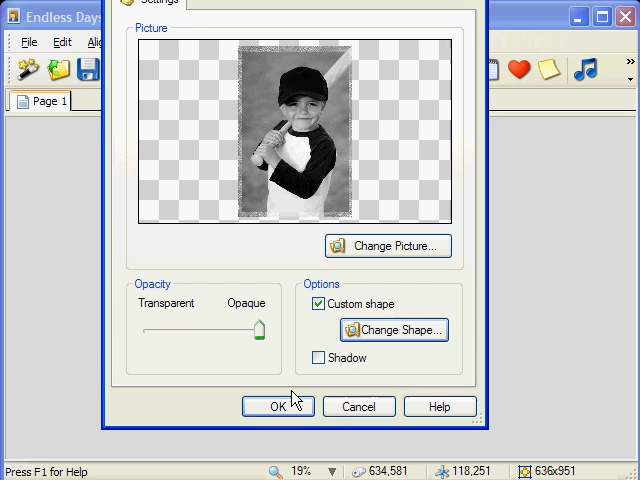 Endless Days
Settings
File Edit
Page 1
Picture
Change Picture...
Opacity
Transparent Opaque
Options
Custom shape
Change Shape...
Shadow
OK Cancel Help
Press F1 for Help 19% 634,581 118,251 636x951